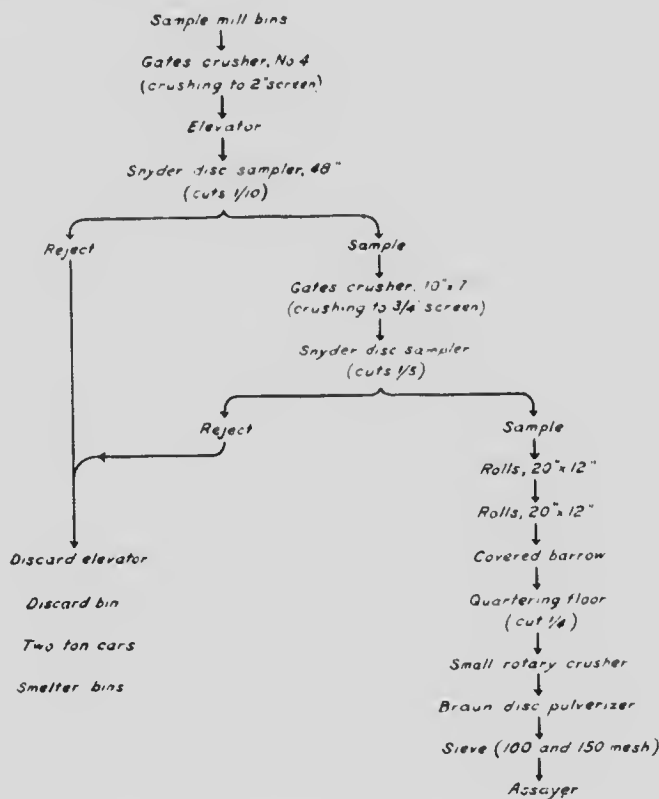 Sample mill bins
Gates crusher, No 4
(crushing to 2" screen)
Elevator
Snyder disc sampler, 48"
(cuts 1/10)
Reject
Sample
Gates crusher, 10" x 7
(crushing to 3/4 screen)
Snyder disc sampler
(cuts 1/5)
Reject
Sample
Rolls, 20" x 12"
Rolls, 20" x 12"
Covered barrow
Quartering floor
(cut 1/4)
Small rotary crusher
Braun disc pulverizer
Sieve (100 and 150 mesh)
Assayer
Discard elevator
Discard bin
Two ton cars
Smelter bins